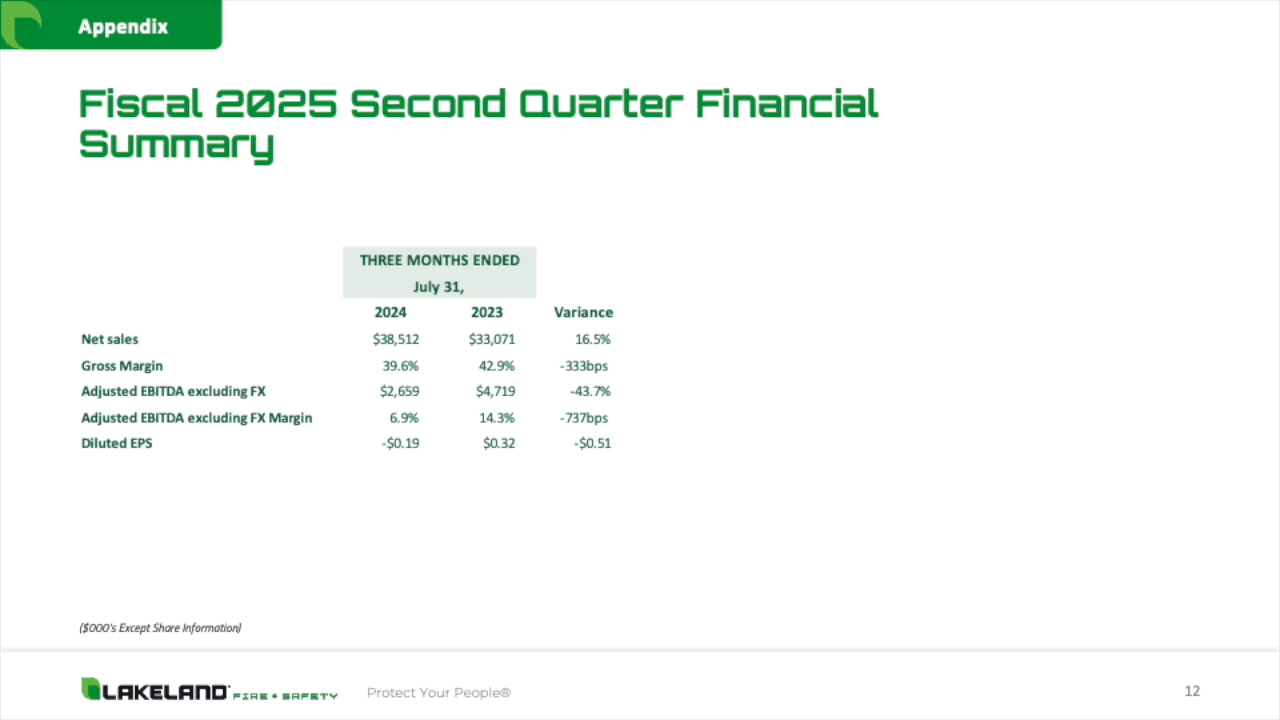 Appendix
Fiscal 2025 Second Quarter Financial
Summary
THREE MONTHS ENDED
July 31,
2024 2023 Variance
Net sales $38,512 $33,071 16.5%
Gross Margin 39.6% 42.9% -333bps
Adjusted EBITDA excluding FX $2,659 $4,719 -43.7%
Adjusted EBITDA excluding FX Margin 6.9% 14.3% -737bps
Diluted EPS -$0.19 $0.32 -$0.51
($000's Except Share Information)
LAKELAND FIRE + SAFETY Protect Your People® 12